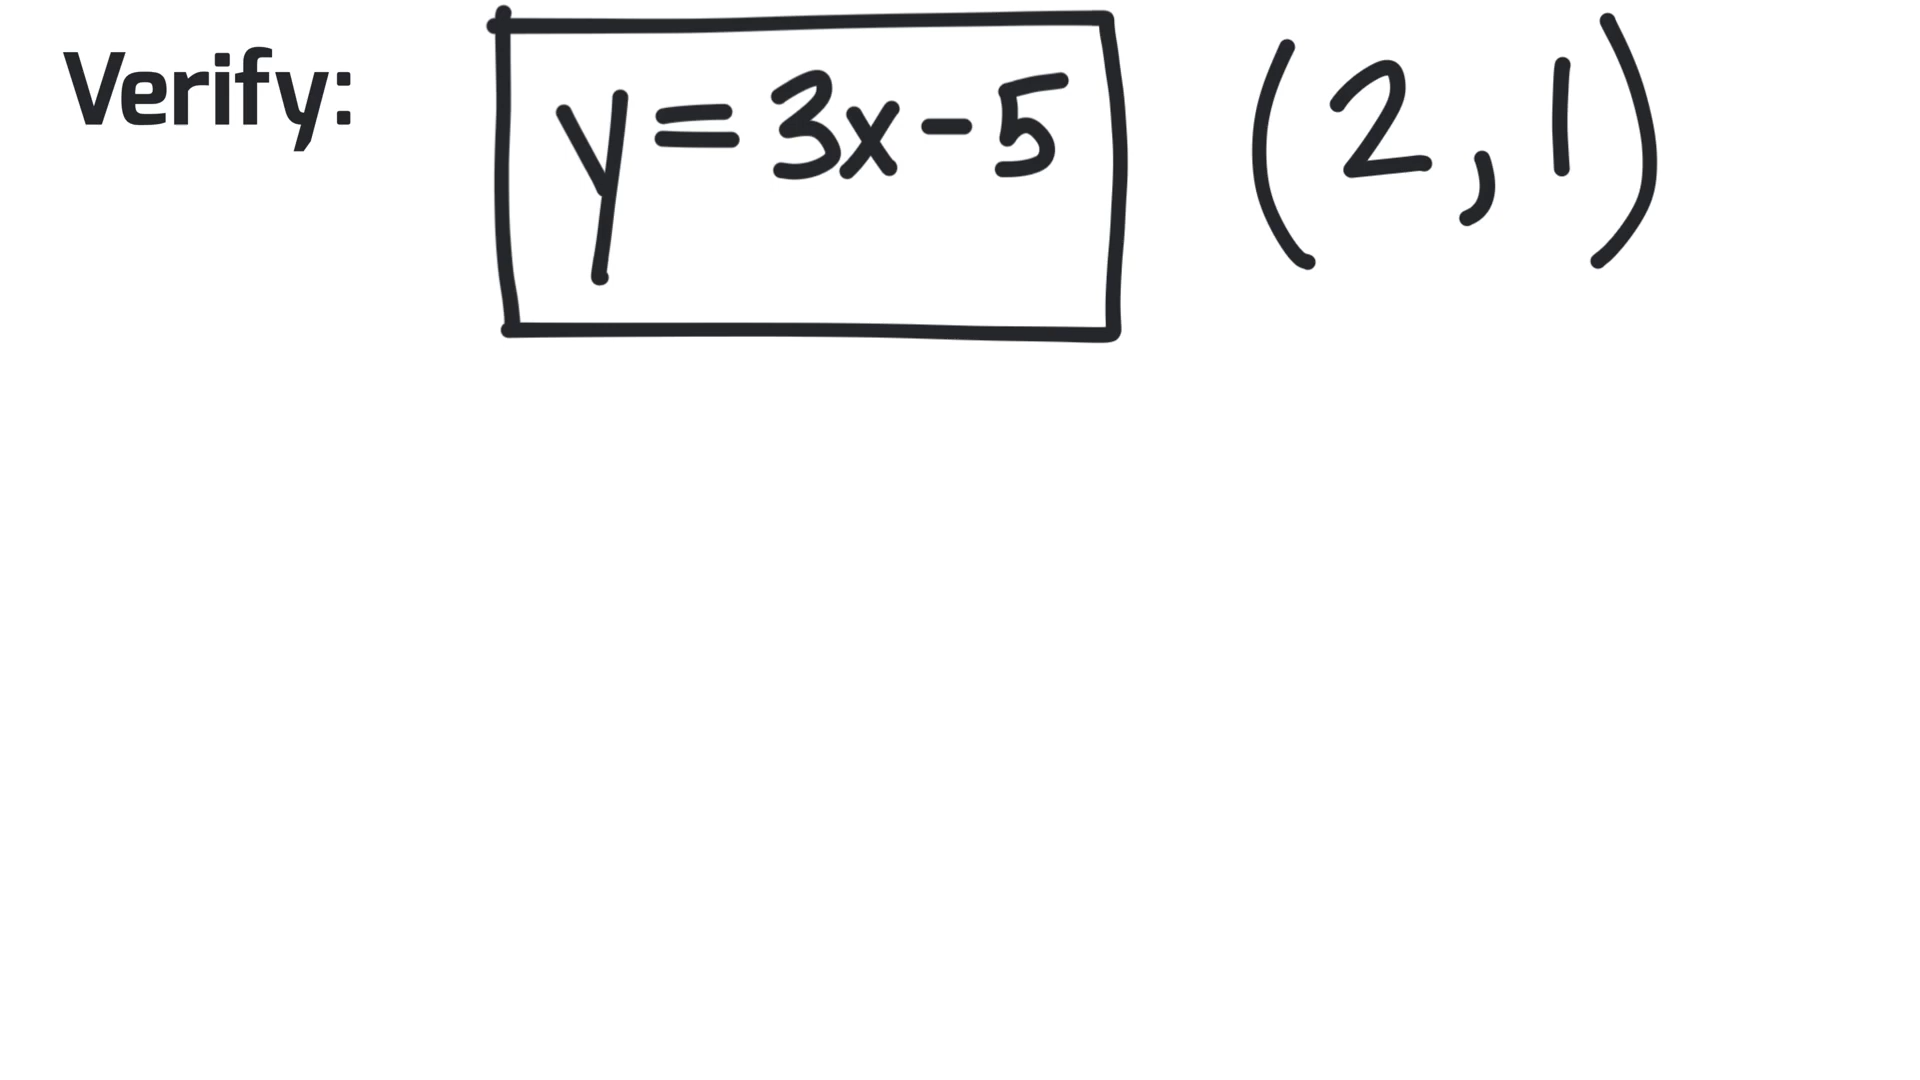 Verify: y = 3x - 5 (2, 1)